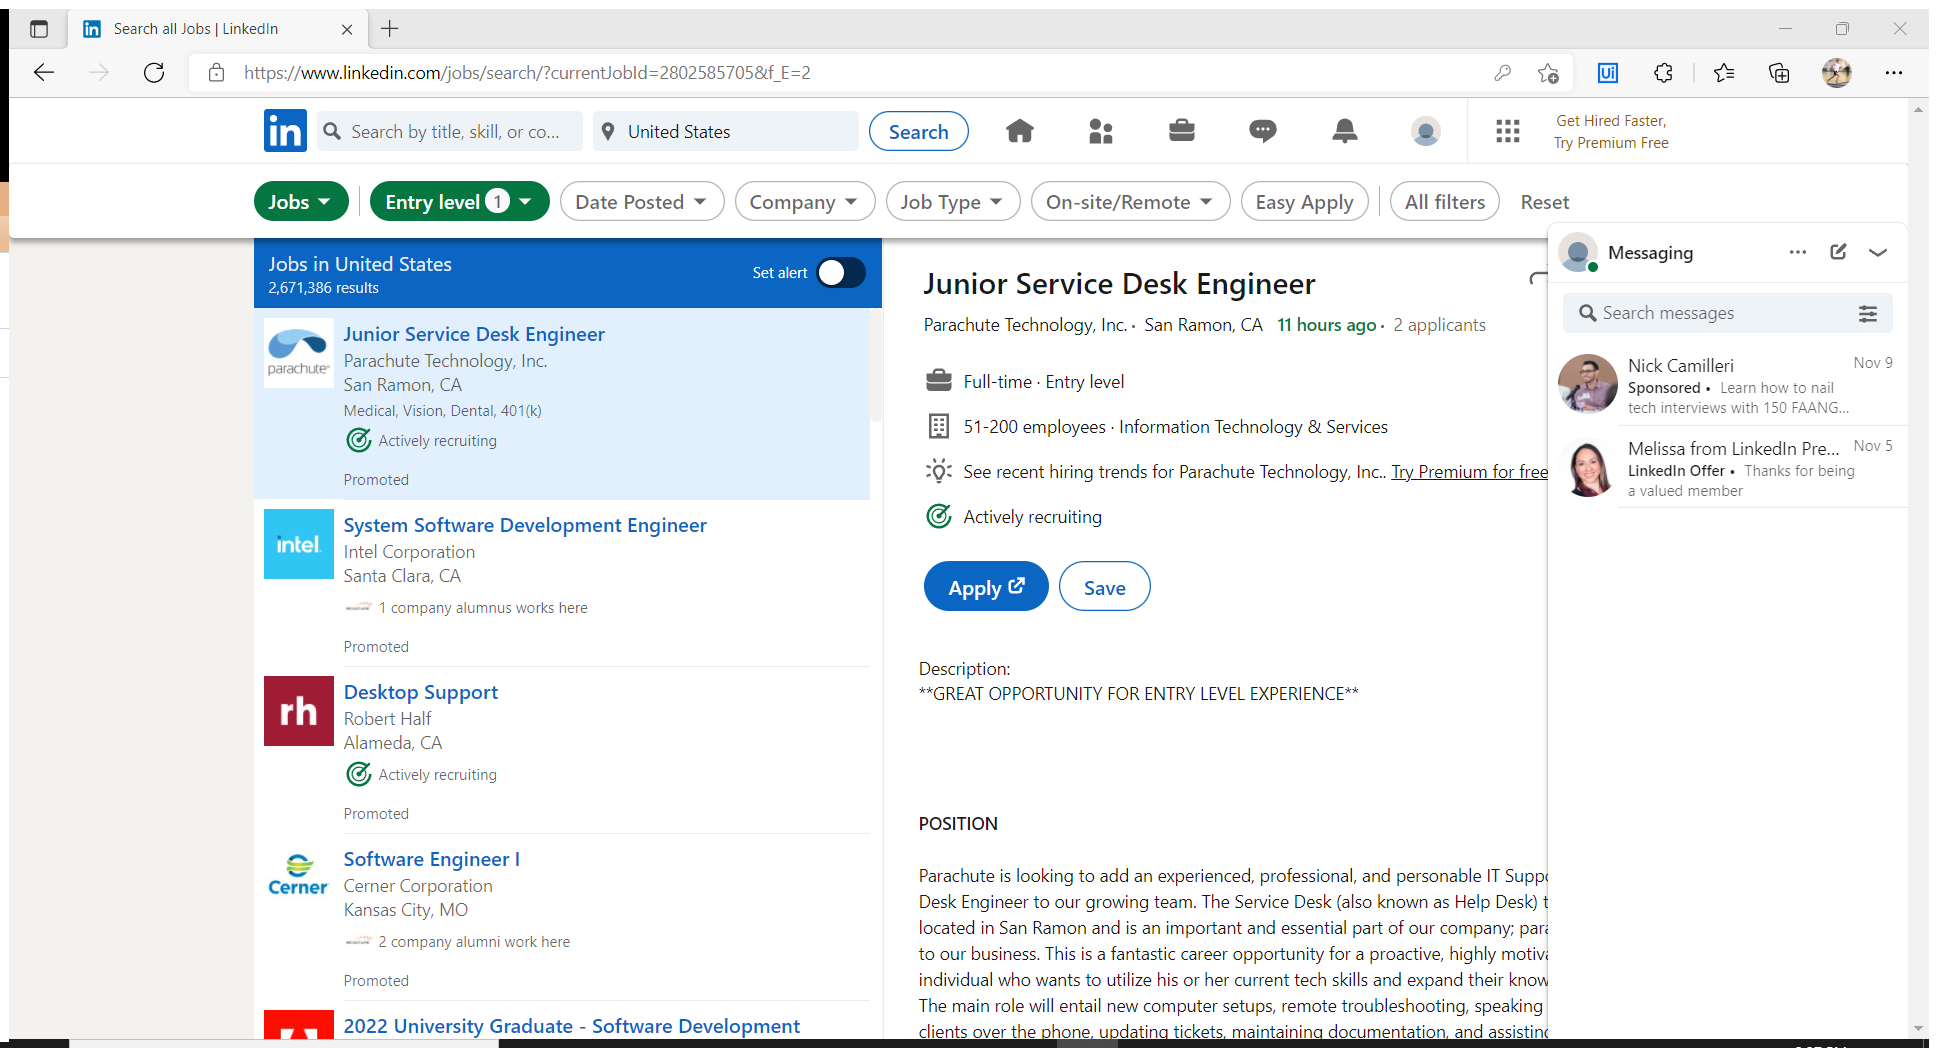 Search all Jobs | LinkedIn
https://www.linkedin.com/jobs/search/?currentJobId=2802585705&f_E=2
Ui
in
Search by title, skill, or co...
United States
Search
Get Hired Faster,
Try Premium Free
Jobs
Entry level 1
Date Posted
Company
Job Type
On-site/Remote
Easy Apply
All filters
Reset
Jobs in United States
2,671,386 results
Set alert
parachute
Junior Service Desk Engineer
Parachute Technology, Inc.
San Ramon, CA
Medical, Vision, Dental, 401(k)
Actively recruiting
Promoted
intel.
System Software Development Engineer
Intel Corporation
Santa Clara, CA
1 company alumnus works here
Promoted
rh
Desktop Support
Robert Half
Alameda, CA
Actively recruiting
Promoted
Cerner
Software Engineer I
Cerner Corporation
Kansas City, MO
2 company alumni work here
Promoted
2022 University Graduate - Software Development
Junior Service Desk Engineer
Parachute Technology, Inc. · San Ramon, CA 11 hours ago · 2 applicants
Full-time · Entry level
51-200 employees · Information Technology & Services
See recent hiring trends for Parachute Technology, Inc.. Try Premium for free
Actively recruiting
Apply
Save
Description:
**GREAT OPPORTUNITY FOR ENTRY LEVEL EXPERIENCE**
POSITION
Parachute is looking to add an experienced, professional, and personable IT Supp
Desk Engineer to our growing team. The Service Desk (also known as Help Desk) t
located in San Ramon and is an important and essential part of our company; para
to our business. This is a fantastic career opportunity for a proactive, highly motiva
individual who wants to utilize his or her current tech skills and expand their know
The main role will entail new computer setups, remote troubleshooting, speaking
clients over the phone, updating tickets, maintaining documentation, and assisting
Messaging
Search messages
Nick Camilleri
Nov 9
Sponsored • Learn how to nail
tech interviews with 150 FAANG...
Melissa from LinkedIn Pre...
Nov 5
LinkedIn Offer • Thanks for being
a valued member